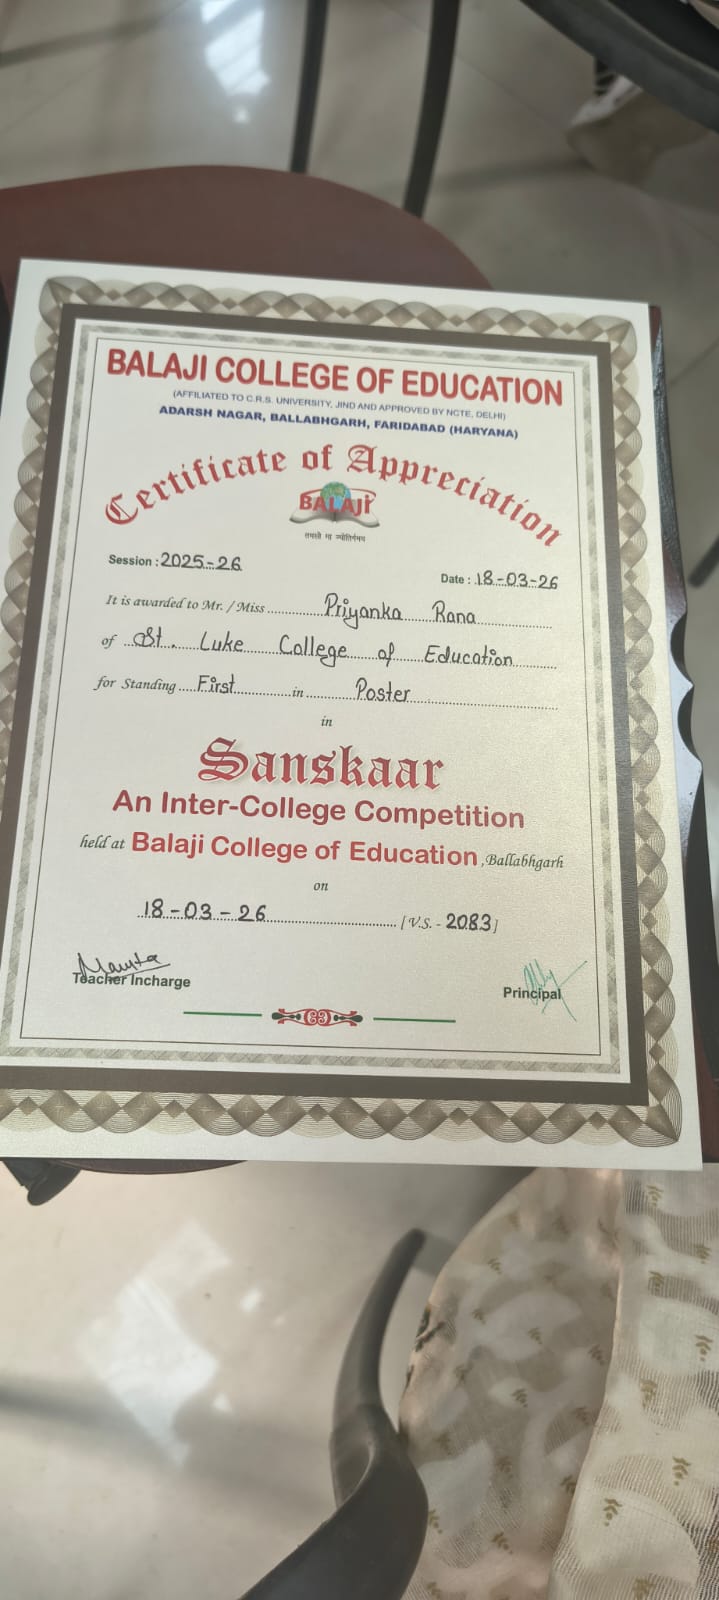 BALAJI COLLEGE OF EDUCATION
(AFFILIATED TO C.R.S. UNIVERSITY, JIND AND APPROVED BY NCTE, DELHI)
ADARSH NAGAR, BALLABHGARH, FARIDABAD (HARYANA)
Certificate of Appreciation
BALAJI
तमसो मा ज्योतिर्गमय
Session : 2025-26
Date : 18-03-26
It is awarded to Mr. / Miss Priyanka Rana
of St. Luke College of Education
for Standing First in Poster
in
Sanskaar
An Inter-College Competition
held at Balaji College of Education, Ballabhgarh
on
18-03-26 [V.S. - 2083]
Mamta
Teacher Incharge
Principal